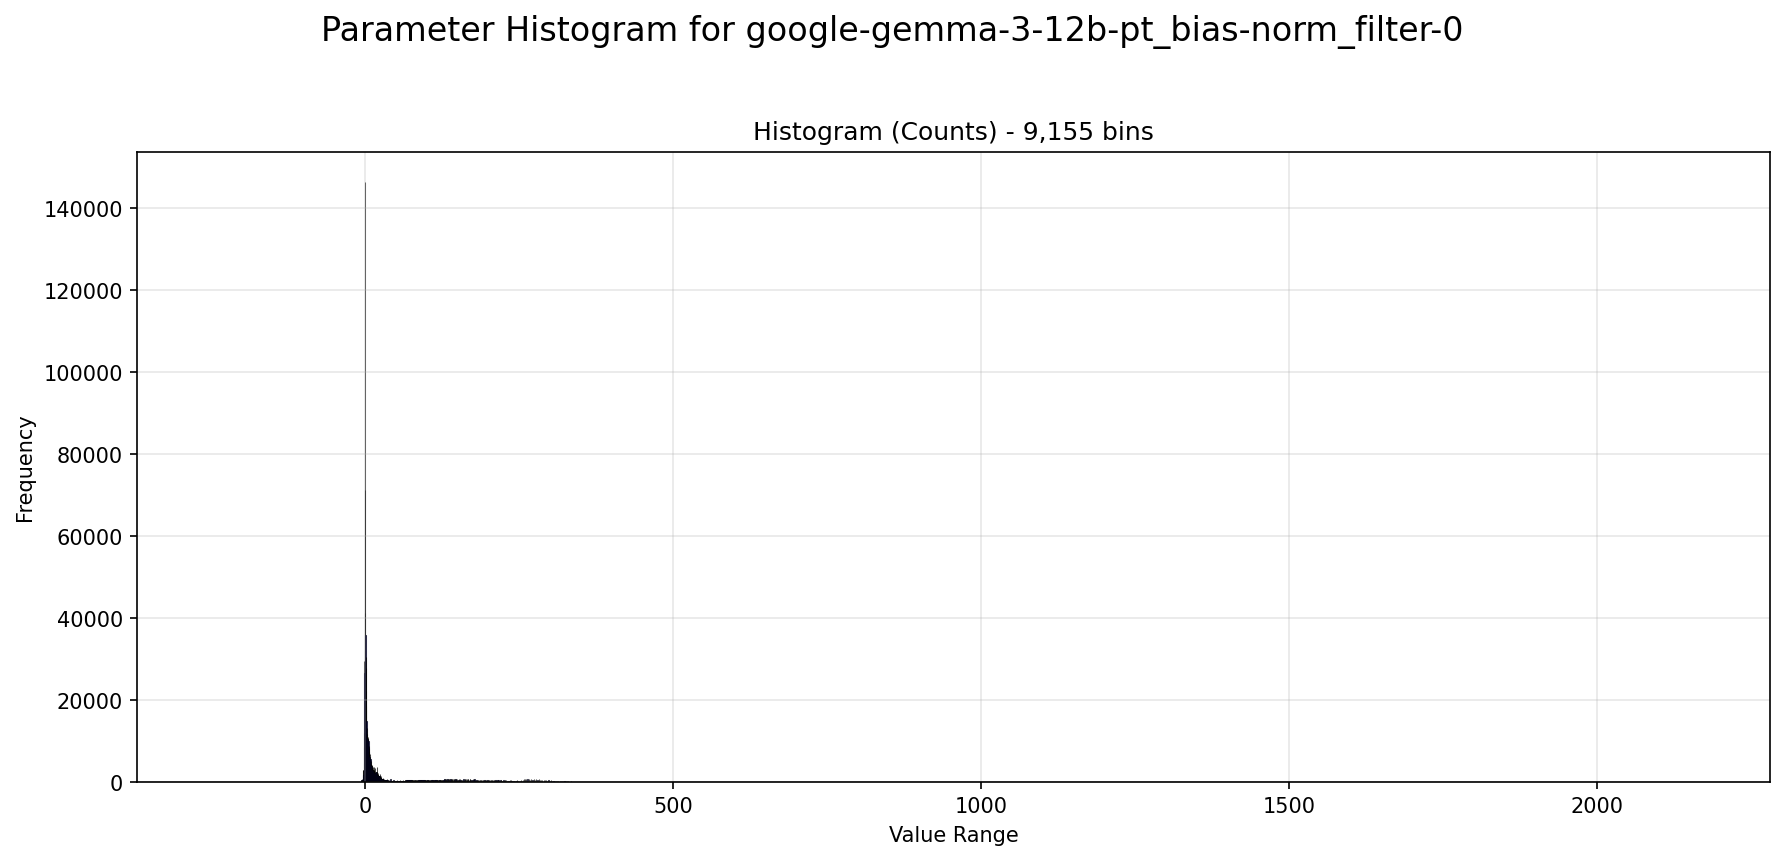 Parameter Histogram for google-gemma-3-12b-pt_bias-norm_filter-0
Histogram (Counts) - 9,155 bins
140000
120000
100000
80000
60000
40000
20000
0
Frequency
0 500 1000 1500 2000
Value Range